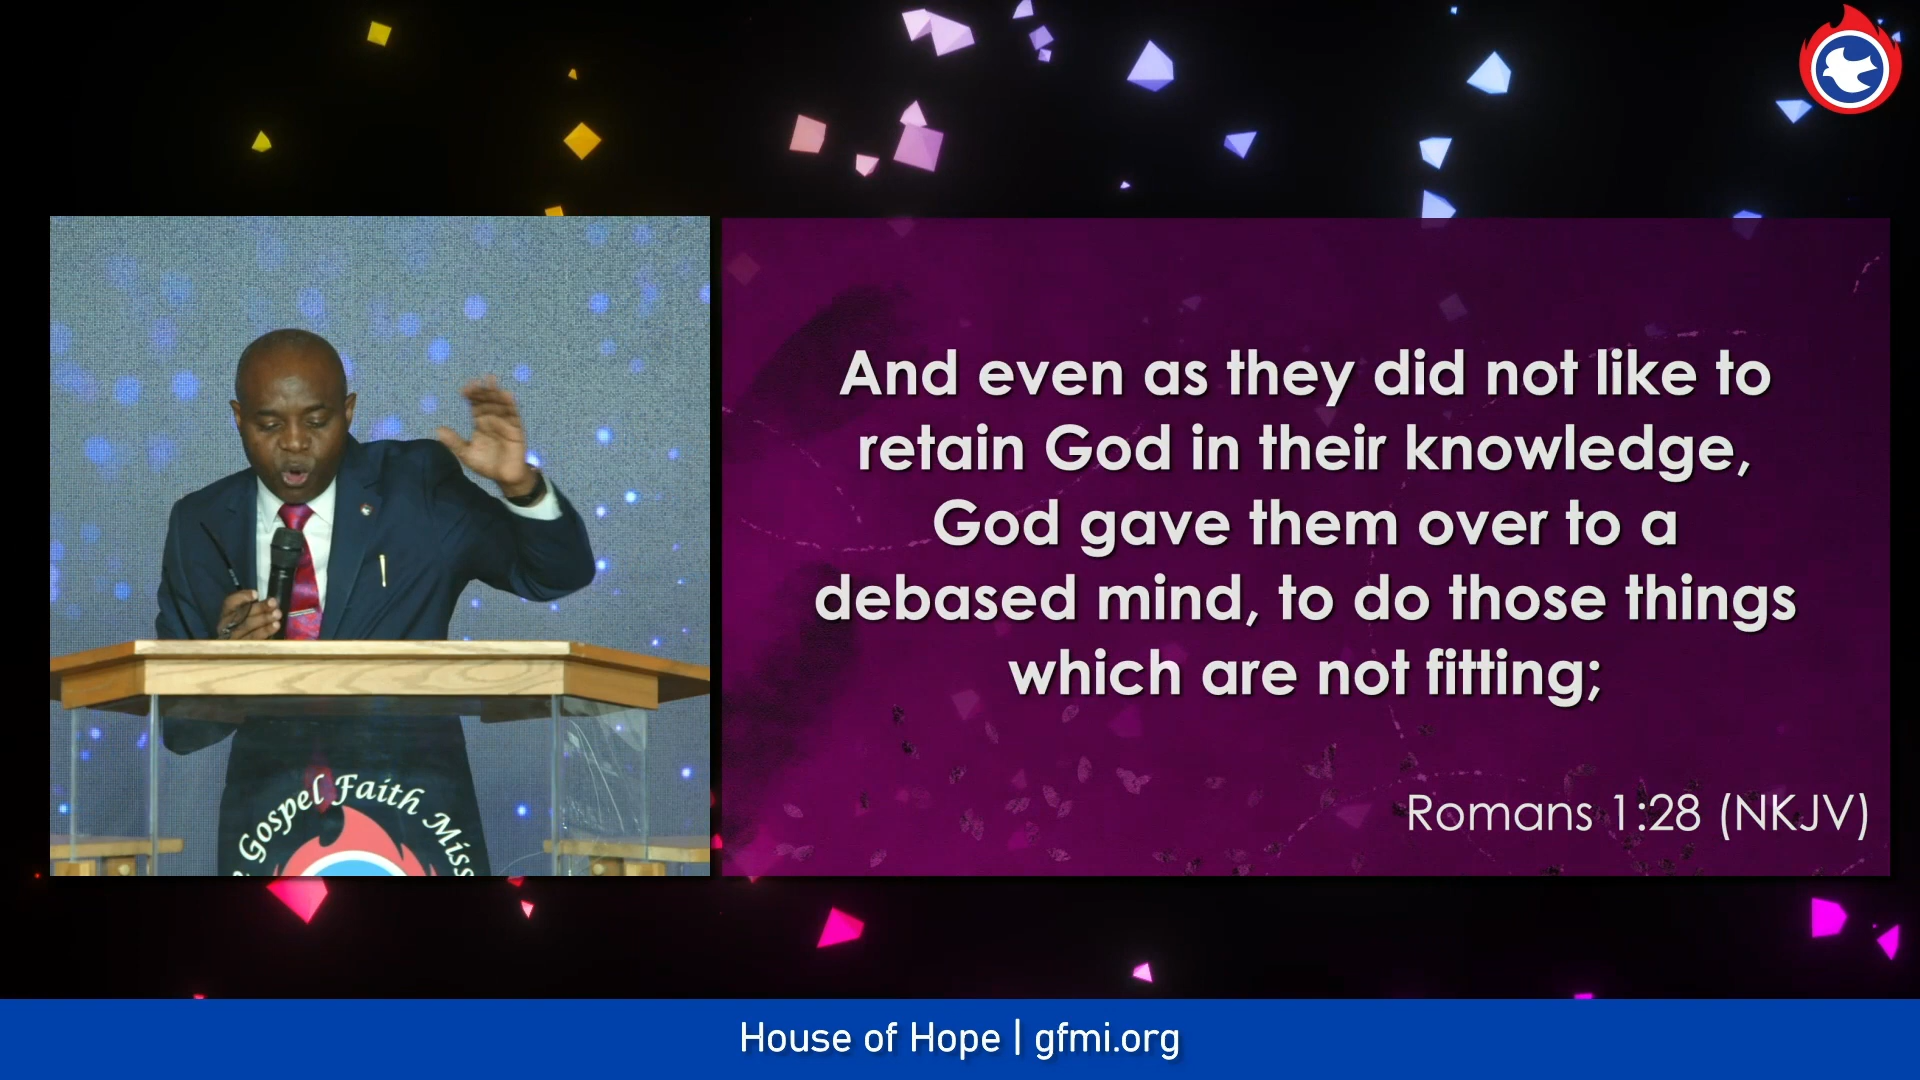 And even as they did not like to
retain God in their knowledge,
God gave them over to a
debased mind, to do those things
which are not fitting;
Romans 1:28 (NKJV)
Gospel Faith Miss
House of Hope | gfmi.org